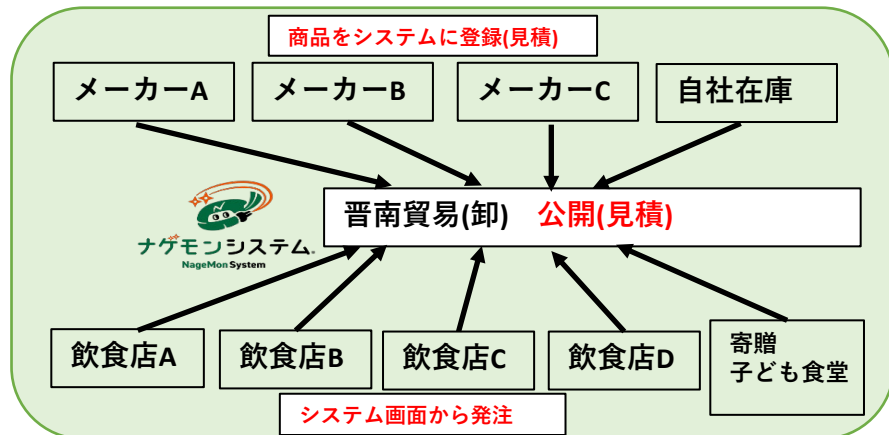 商品をシステムに登録(見積)
メーカーA
メーカーB
メーカーC
自社在庫
晋南貿易(卸) 公開(見積)
ナゲモンシステム.
NageMon System
飲食店A
飲食店B
飲食店C
飲食店D
寄贈
子ども食堂
システム画面から発注